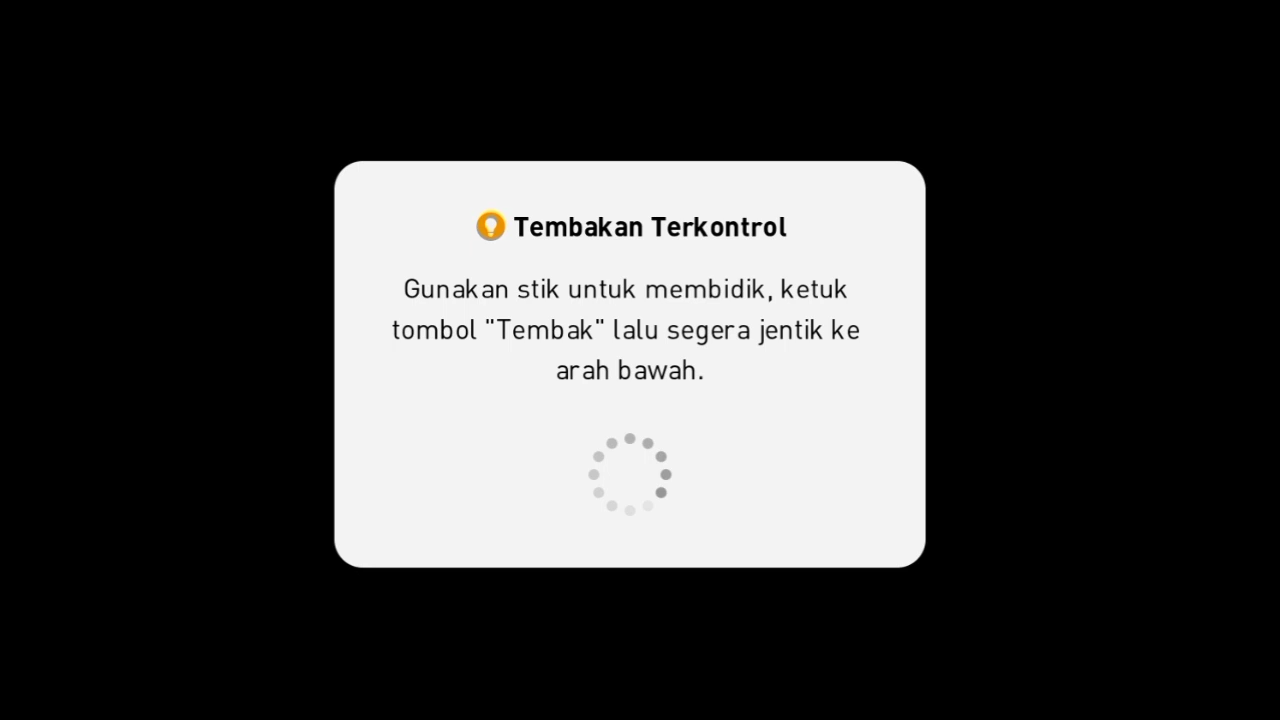 Tembakan Terkontrol
Gunakan stik untuk membidik, ketuk
tombol "Tembak" lalu segera jentik ke
arah bawah.